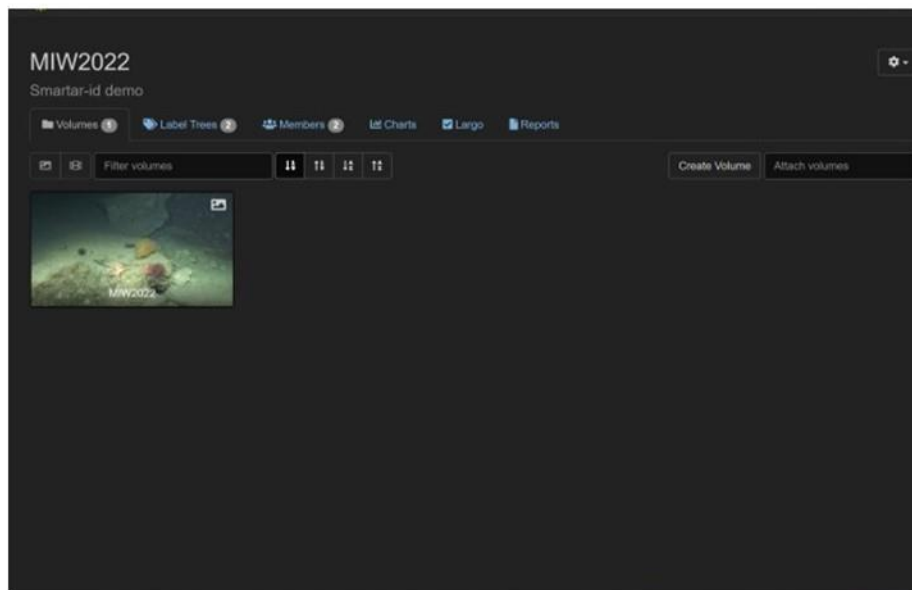 MIW2022
Smartar-id demo
Volumes 1 Label Trees 2 Members 2 Charts Largo Reports
Filter volumes Create Volume Attach volumes
MIW2022